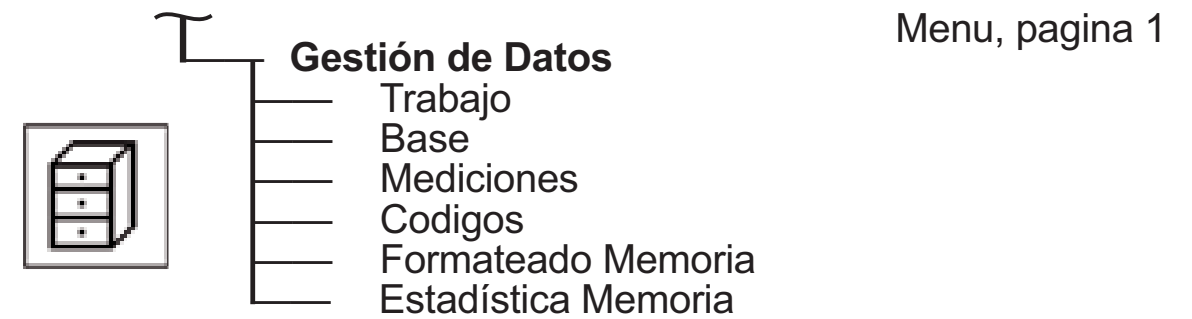 Menu, pagina 1
Gestión de Datos
Trabajo
Base
Mediciones
Codigos
Formateado Memoria
Estadística Memoria